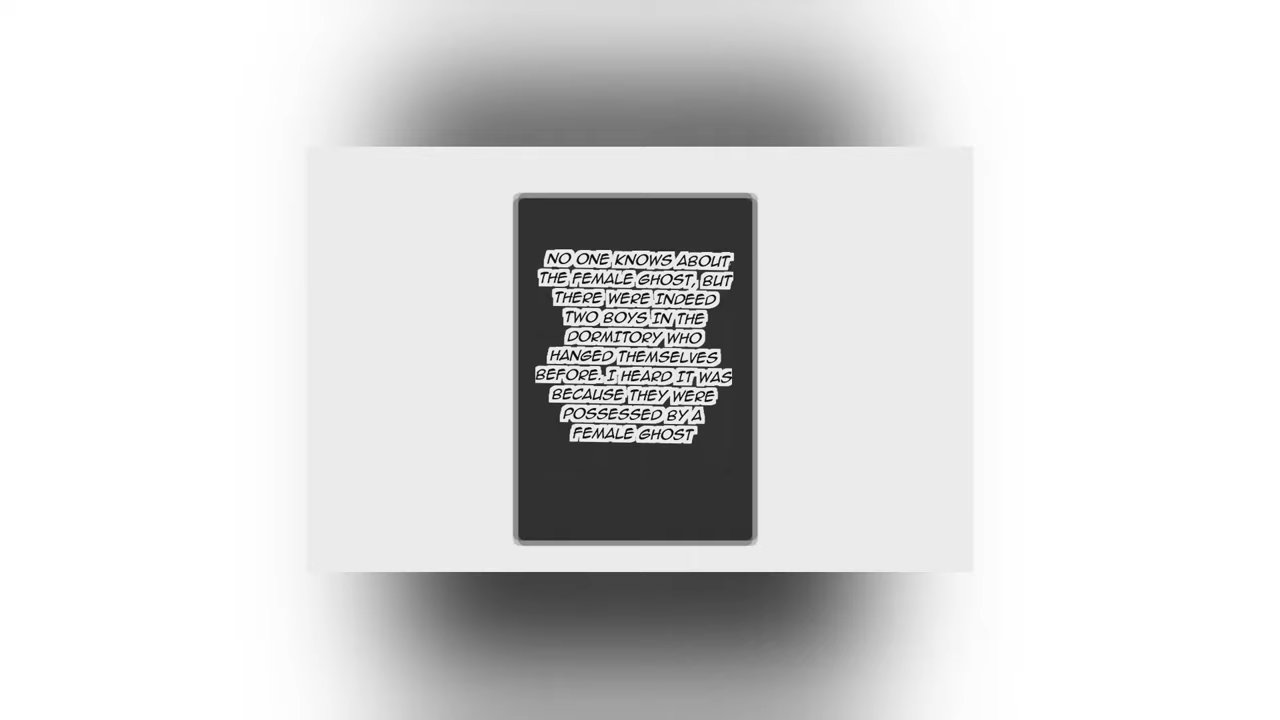 NO ONE KNOWS ABOUT
THE FEMALE GHOST, BUT
THERE WERE INDEED
TWO BOYS IN THE
DORMITORY WHO
HANGED THEMSELVES
BEFORE. I HEARD IT WAS
BECAUSE THEY WERE
POSSESSED BY A
FEMALE GHOST